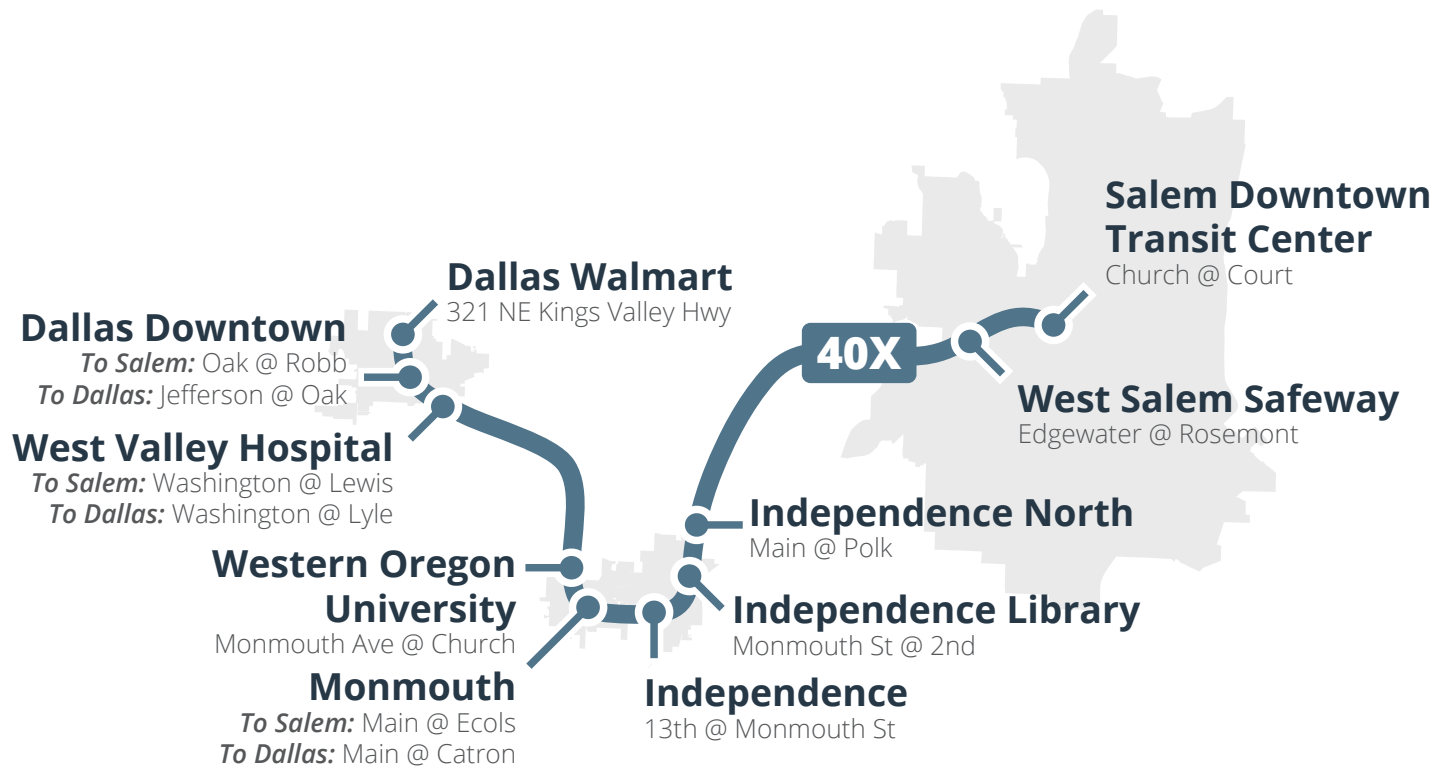 Salem Downtown
Transit Center
Church @ Court
Dallas Walmart
321 NE Kings Valley Hwy
Dallas Downtown
To Salem: Oak @ Robb
To Dallas: Jefferson @ Oak
40X
West Salem Safeway
Edgewater @ Rosemont
West Valley Hospital
To Salem: Washington @ Lewis
To Dallas: Washington @ Lyle
Independence North
Main @ Polk
Western Oregon
University
Monmouth Ave @ Church
Independence Library
Monmouth St @ 2nd
Monmouth
To Salem: Main @ Ecols
To Dallas: Main @ Catron
Independence
13th @ Monmouth St